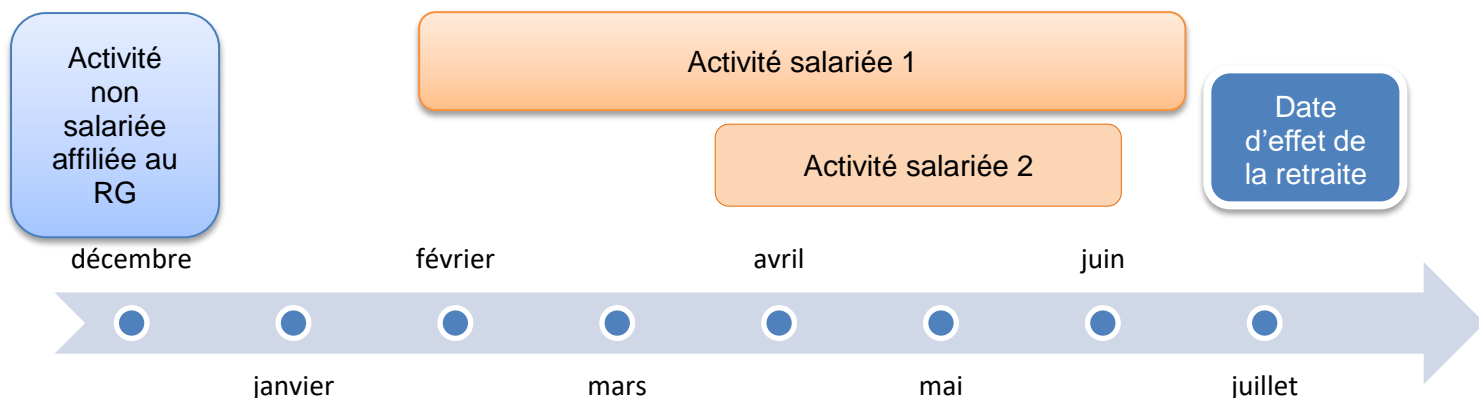 Activité
non
salariée
affiliée au
RG
Activité salariée 1
Activité salariée 2
Date
d’effet de
la retraite
décembre
février
avril
juin
janvier
mars
mai
juillet